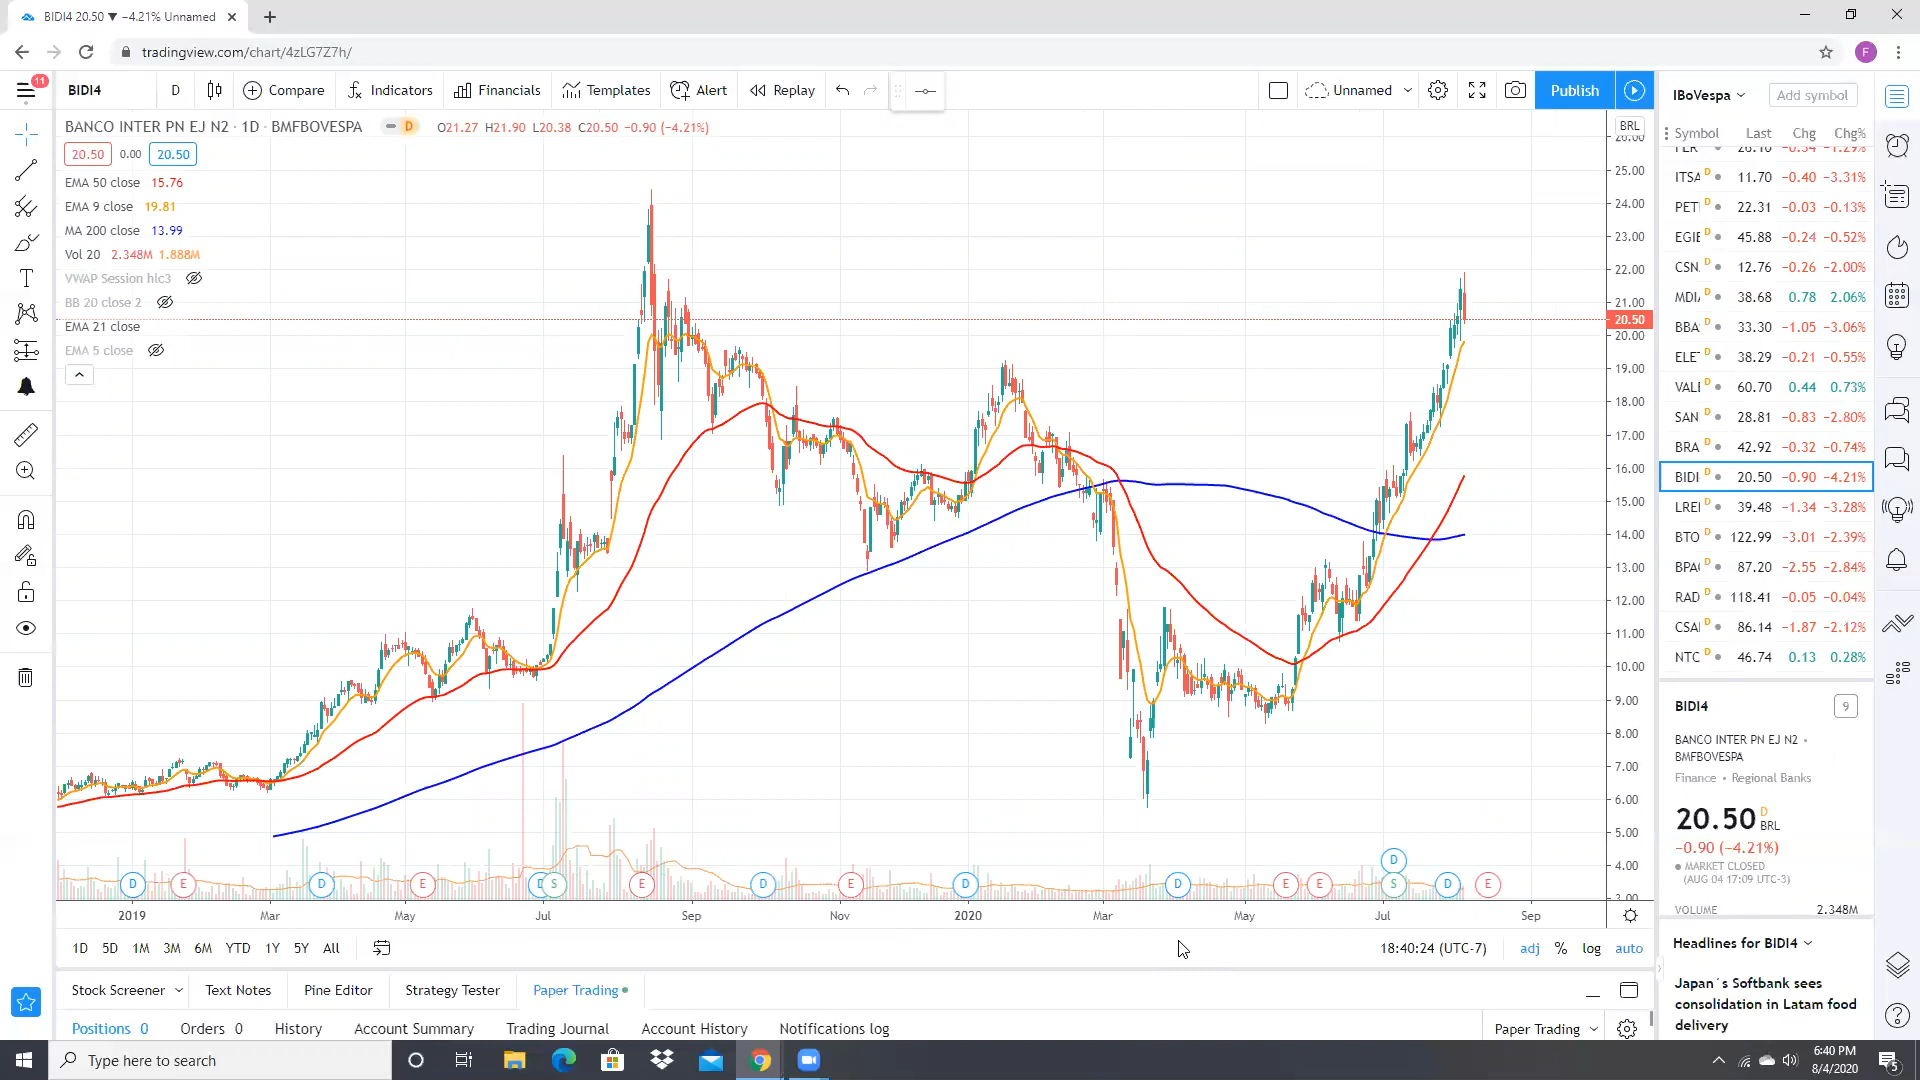 BIDI4 20.50 ▼ −4.21% Unnamed
tradingview.com/chart/4zLG7Z7h/
F
11
BIDI4
D
Compare
Indicators
Financials
Templates
Alert
Replay
Unnamed
Publish
IBoVespa
Add symbol
BANCO INTER PN EJ N2 · 1D · BMFBOVESPA
D
O21.27 H21.90 L20.38 C20.50 −0.90 (−4.21%)
20.50 0.00 20.50
EMA 50 close 15.76
EMA 9 close 19.81
MA 200 close 13.99
Vol 20 2.348M 1.888M
VWAP Session hlc3
BB 20 close 2
EMA 21 close
EMA 5 close
BRL
26.00
25.00
24.00
23.00
22.00
21.00
20.50
20.00
19.00
18.00
17.00
16.00
15.00
14.00
13.00
12.00
11.00
10.00
9.00
8.00
7.00
6.00
5.00
4.00
3.00
D E D E D S E D E D D E E D S D E
2019 Mar May Jul Sep Nov 2020 Mar May Jul Sep
1D 5D 1M 3M 6M YTD 1Y 5Y All
18:40:24 (UTC-7) adj % log auto
Symbol Last Chg Chg%
26.10 −0.34 −1.29%
ITSA D 11.70 −0.40 −3.31%
PET D 22.31 −0.03 −0.13%
EGIE D 45.88 −0.24 −0.52%
CSN D 12.76 −0.26 −2.00%
MDI D 38.68 0.78 2.06%
BBA D 33.30 −1.05 −3.06%
ELE D 38.29 −0.21 −0.55%
VALE D 60.70 0.44 0.73%
SAN D 28.81 −0.83 −2.80%
BRA D 42.92 −0.32 −0.74%
BIDI D 20.50 −0.90 −4.21%
LREI D 39.48 −1.34 −3.28%
BTO D 122.99 −3.01 −2.39%
BPA D 87.20 −2.55 −2.84%
RAD D 118.41 −0.05 −0.04%
CSA D 86.14 −1.87 −2.12%
NTC D 46.74 0.13 0.28%
BIDI4
9
BANCO INTER PN EJ N2 •
BMFBOVESPA
Finance • Regional Banks
20.50 D BRL
−0.90 (−4.21%)
MARKET CLOSED
(AUG 04 17:09 UTC-3)
VOLUME 2.348M
Headlines for BIDI4
Japan´s Softbank sees
consolidation in Latam food
delivery
Stock Screener
Text Notes
Pine Editor
Strategy Tester
Paper Trading
Positions 0
Orders 0
History
Account Summary
Trading Journal
Account History
Notifications log
Paper Trading
Type here to search
6:40 PM
8/4/2020
5